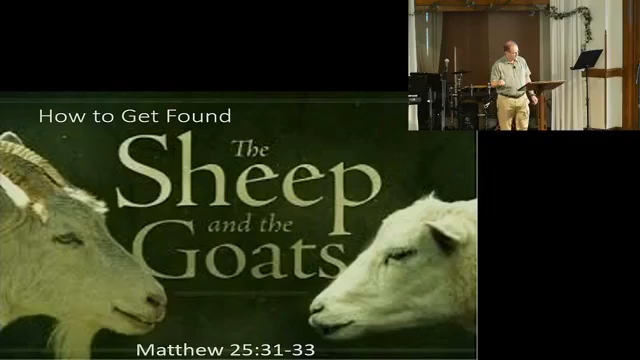 How to Get Found
The
Sheep
and the
Goats
Matthew 25:31-33